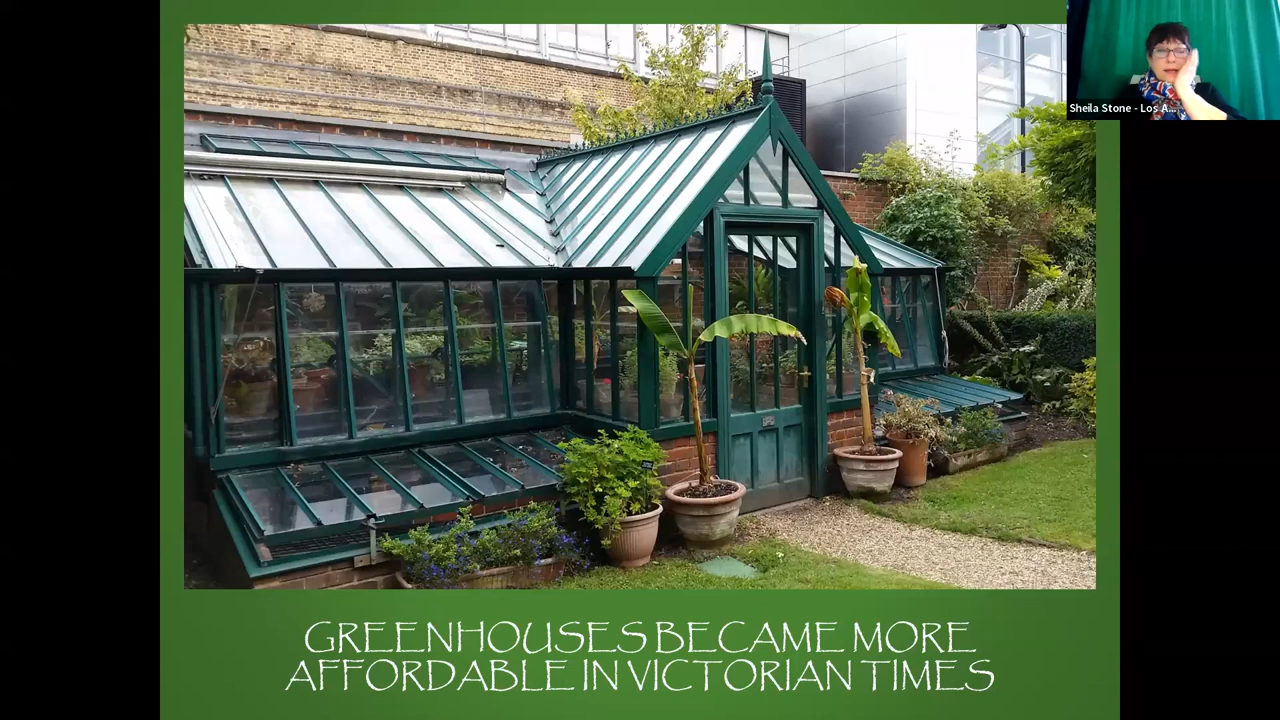 Sheila Stone - Los A...
GREENHOUSES BECAME MORE
AFFORDABLE IN VICTORIAN TIMES